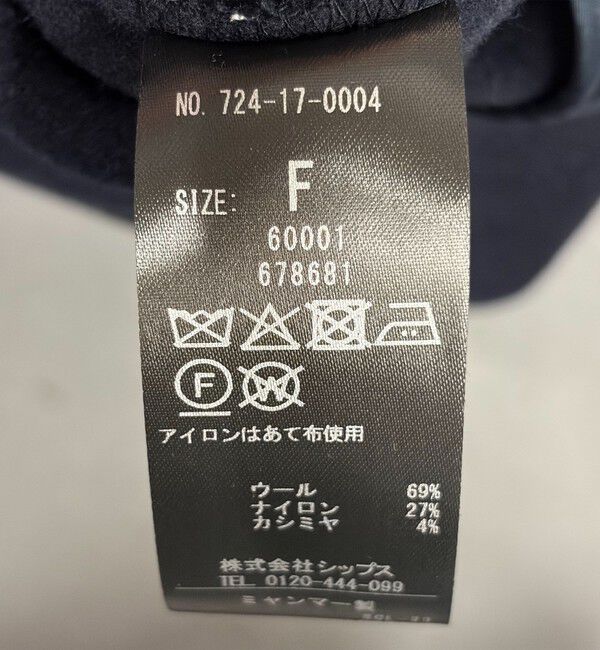 NO. 724-17-0004
SIZE: F
60001
678681
F W
アイロンはあて布使用
ウール 69%
ナイロン 27%
カシミヤ 4%
株式会社シップス
TEL 0120-444-099
ミャンマー製